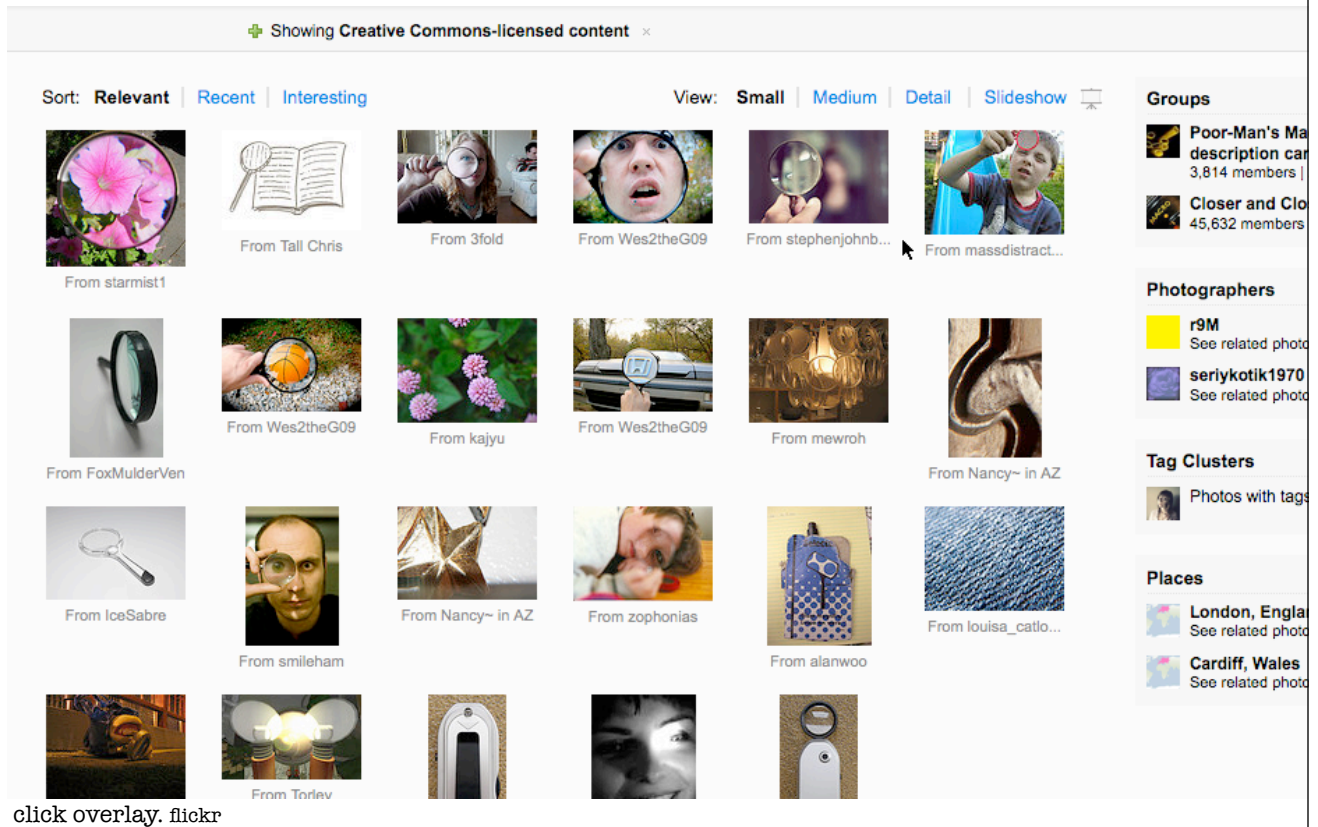 Showing Creative Commons-licensed content ×
Sort: Relevant | Recent | Interesting
View: Small | Medium | Detail | Slideshow
From starmist1
From Tall Chris
From 3fold
From Wes2theG09
From stephenjohnb...
From massdistract...
From FoxMulderVen
From Wes2theG09
From kajyu
From Wes2theG09
From mewroh
From Nancy~ in AZ
From IceSabre
From smileham
From Nancy~ in AZ
From zophonias
From alanwoo
From louisa_catlo...
From Torley
Groups
Poor-Man's Ma
description car
3,814 members |
Closer and Clo
45,632 members
Photographers
r9M
See related photo
seriykotik1970
See related photo
Tag Clusters
Photos with tags
Places
London, Englan
See related photo
Cardiff, Wales
See related photo
click overlay. flickr